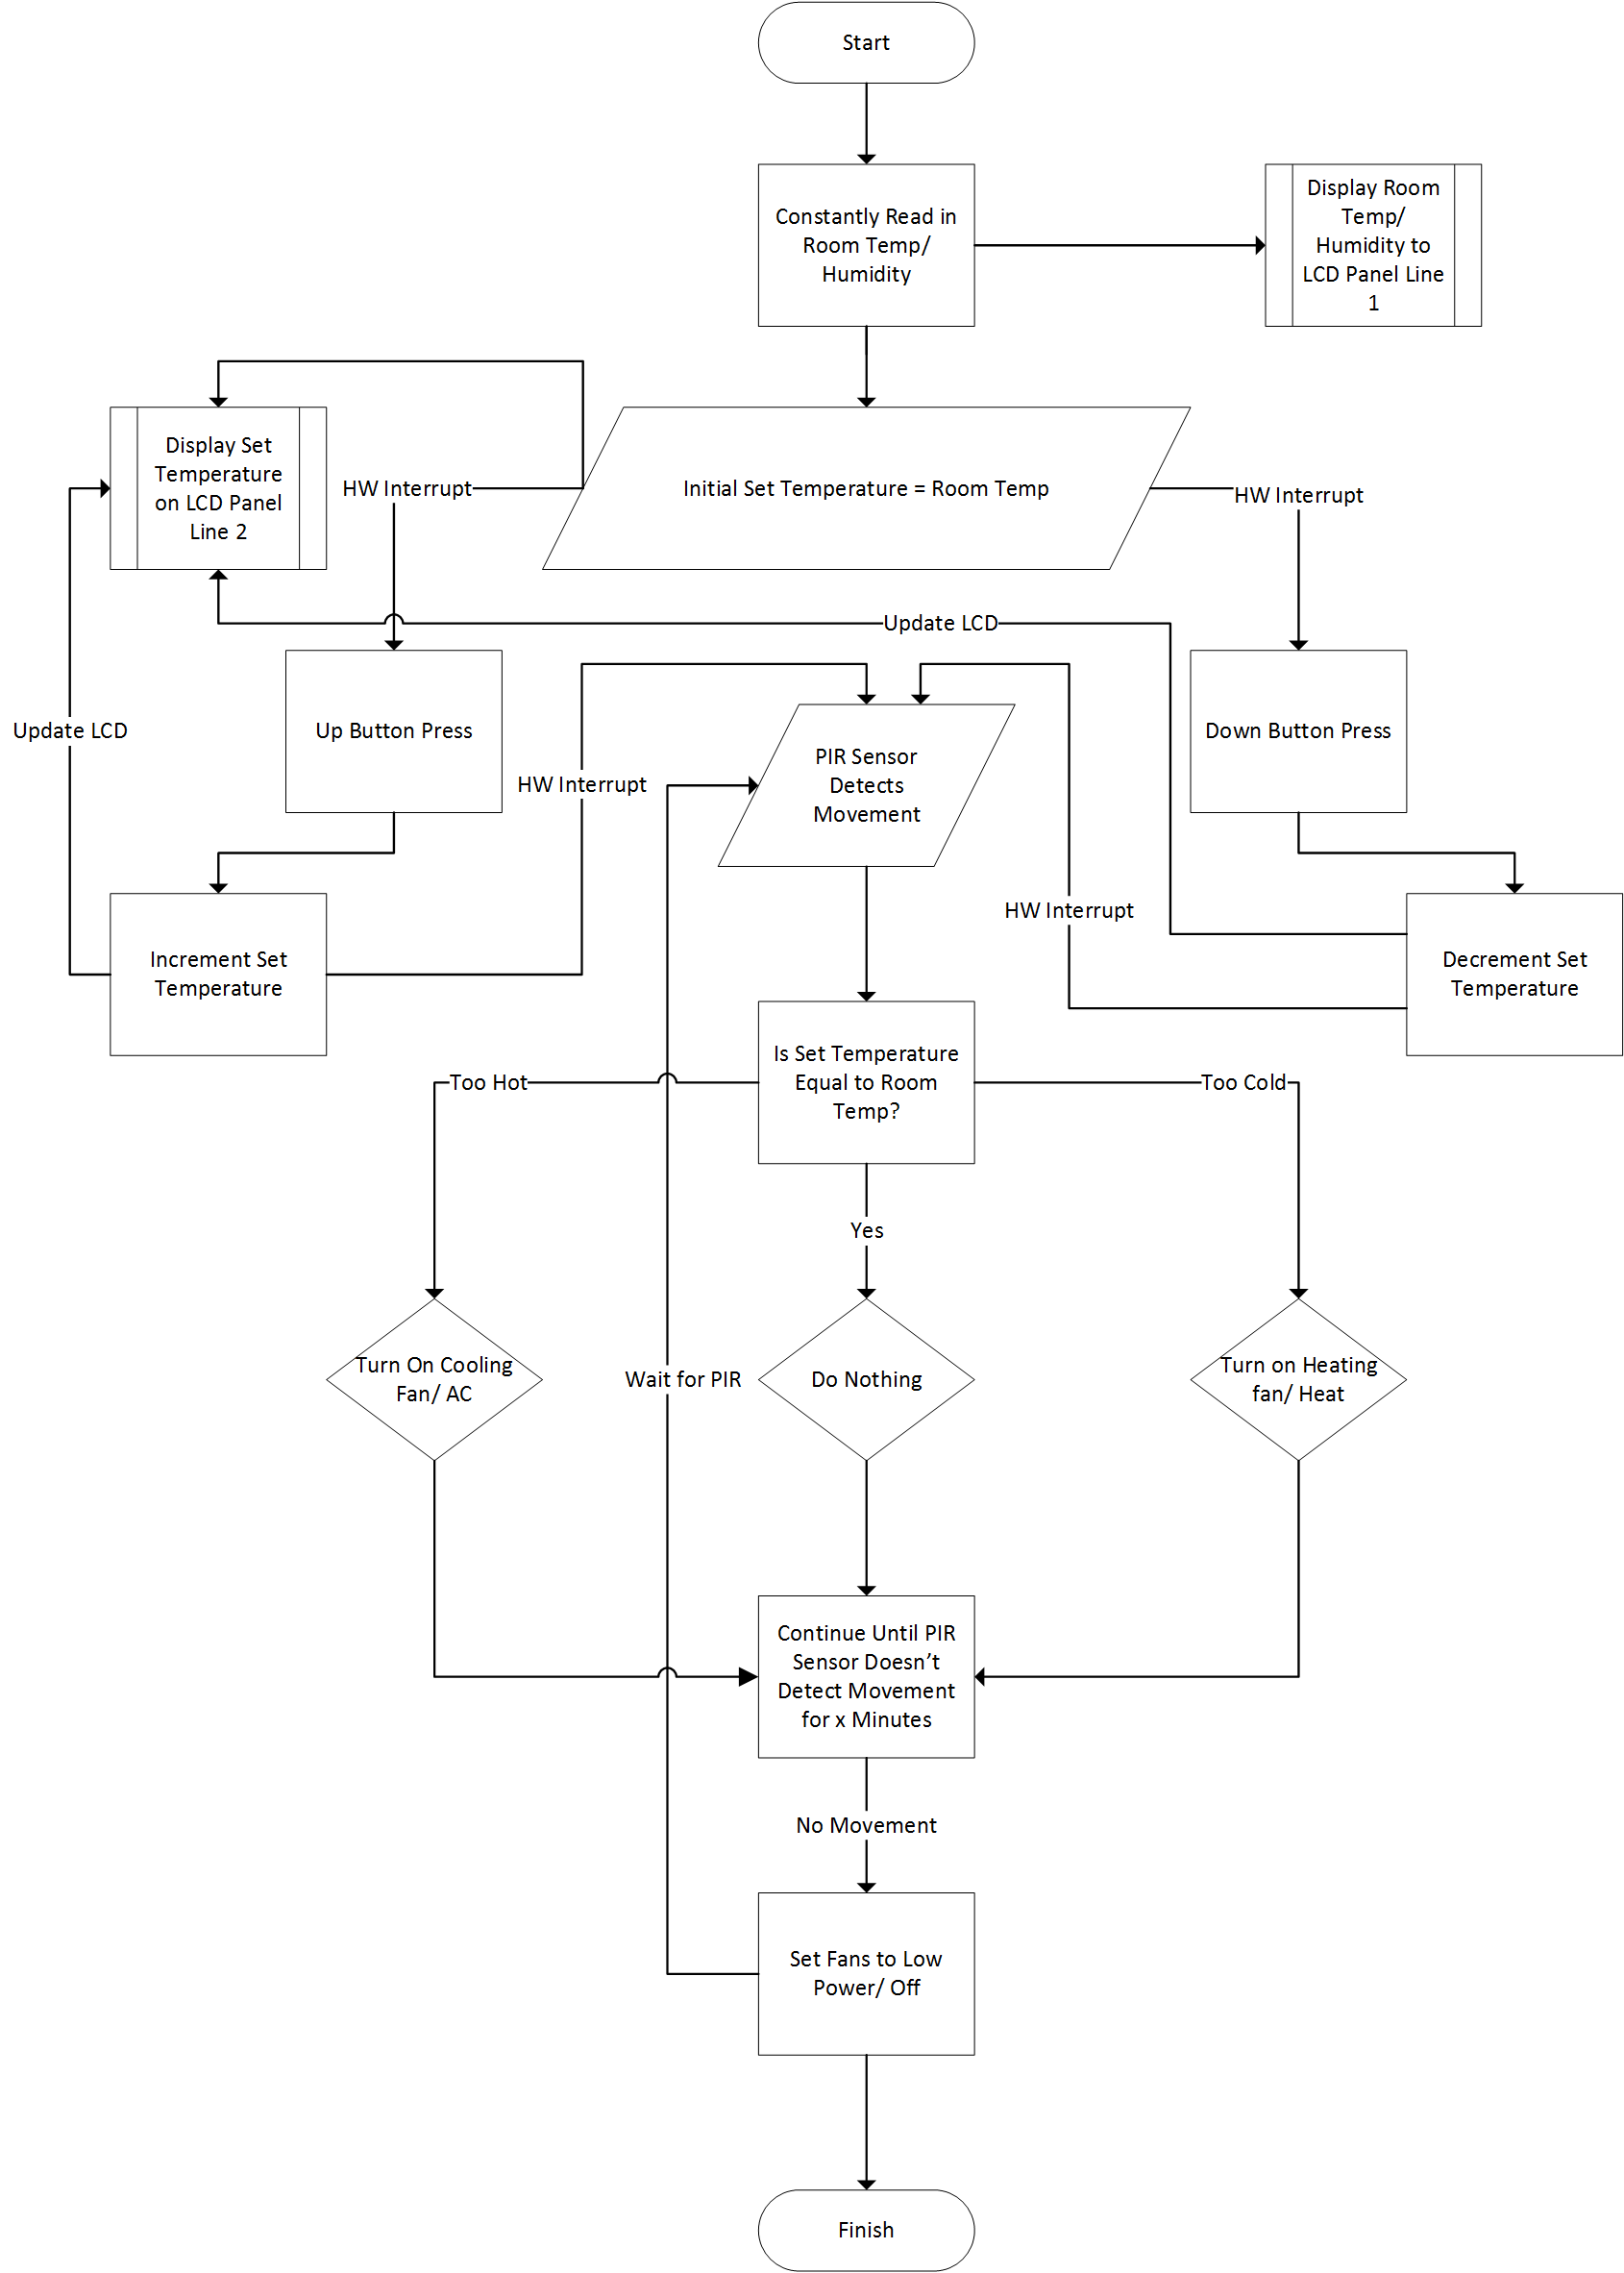 Start
Constantly Read in
Room Temp/
Humidity
Display Room
Temp/
Humidity to
LCD Panel Line
1
Display Set
Temperature
on LCD Panel
Line 2
HW Interrupt
Initial Set Temperature = Room Temp
HW Interrupt
Update LCD
Update LCD
Up Button Press
HW Interrupt
PIR Sensor
Detects
Movement
Down Button Press
HW Interrupt
Increment Set
Temperature
Decrement Set
Temperature
Is Set Temperature
Equal to Room
Temp?
Too Hot
Too Cold
Yes
Turn On Cooling
Fan/ AC
Wait for PIR
Do Nothing
Turn on Heating
fan/ Heat
Continue Until PIR
Sensor Doesn’t
Detect Movement
for x Minutes
No Movement
Set Fans to Low
Power/ Off
Finish